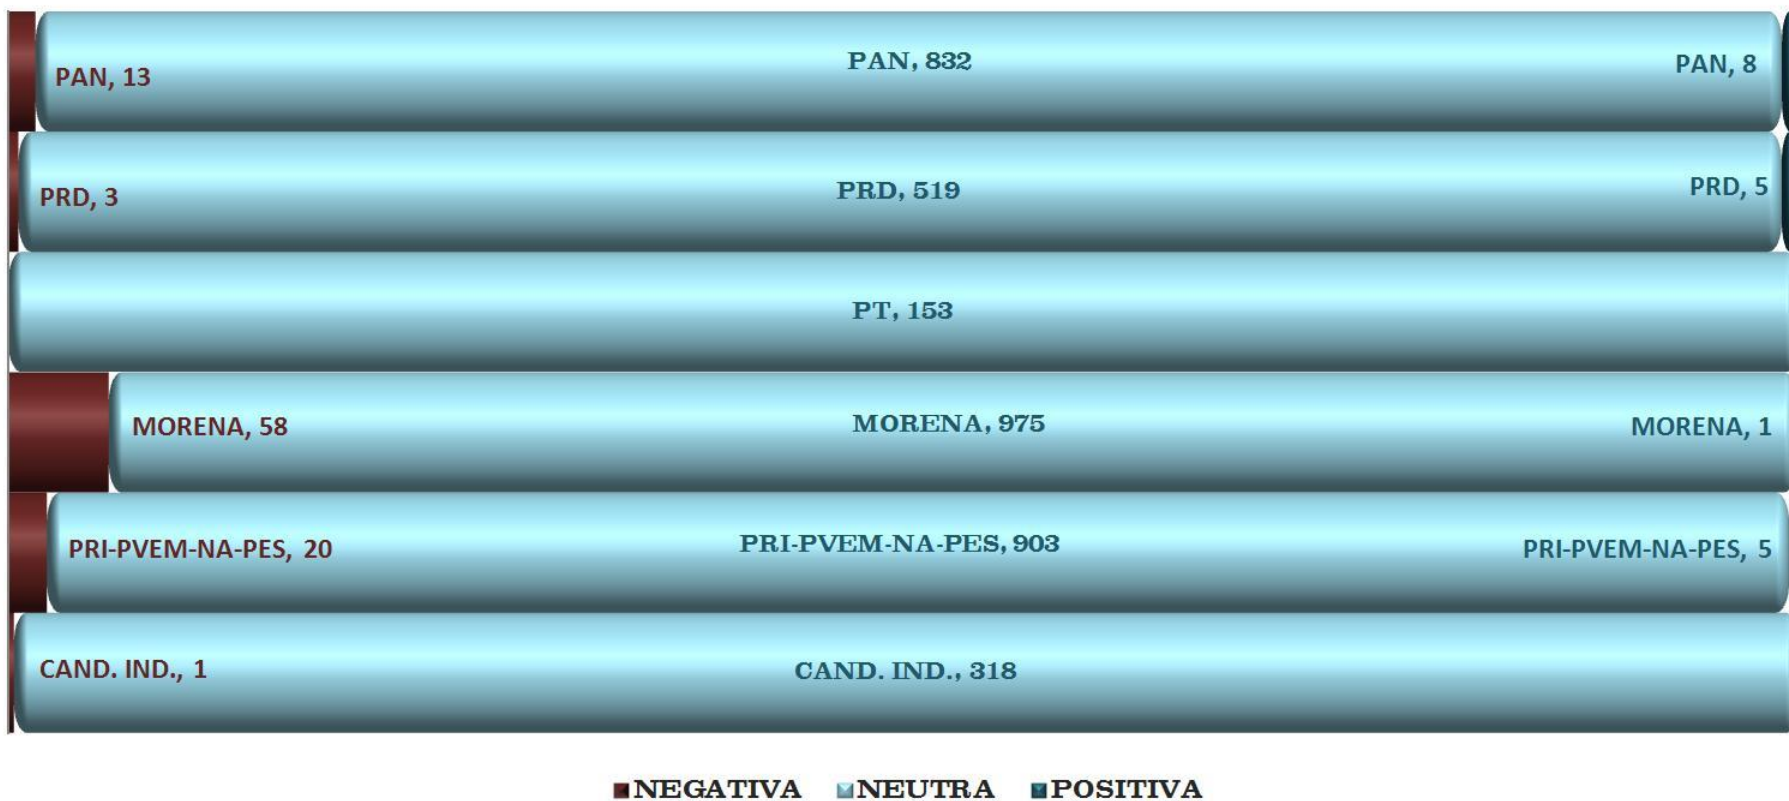 PAN, 13 PAN, 832 PAN, 8
PRD, 3 PRD, 519 PRD, 5
PT, 153
MORENA, 58 MORENA, 975 MORENA, 1
PRI-PVEM-NA-PES, 20 PRI-PVEM-NA-PES, 903 PRI-PVEM-NA-PES, 5
CAND. IND., 1 CAND. IND., 318
NEGATIVA NEUTRA POSITIVA